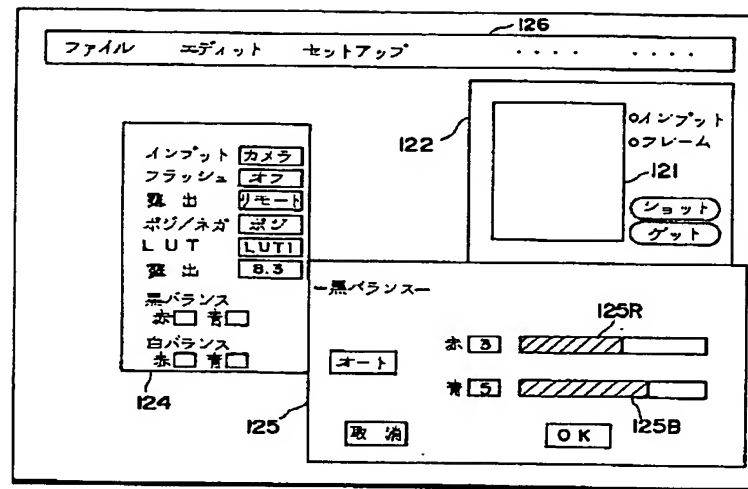 126
ファイル エディット セットアップ ・・・・ ・・・・
122
○インプット
○フレーム
121
ショット
ゲット
インプット カメラ
フラッシュ オフ
露出 リモート
ポジ/ネガ ポジ
LUT LUT1
露出 8.3
黒バランス
赤 青
白バランス
赤 青
124
-黒バランス-
125R
赤 3
オート
青 5
125
125B
取消 OK